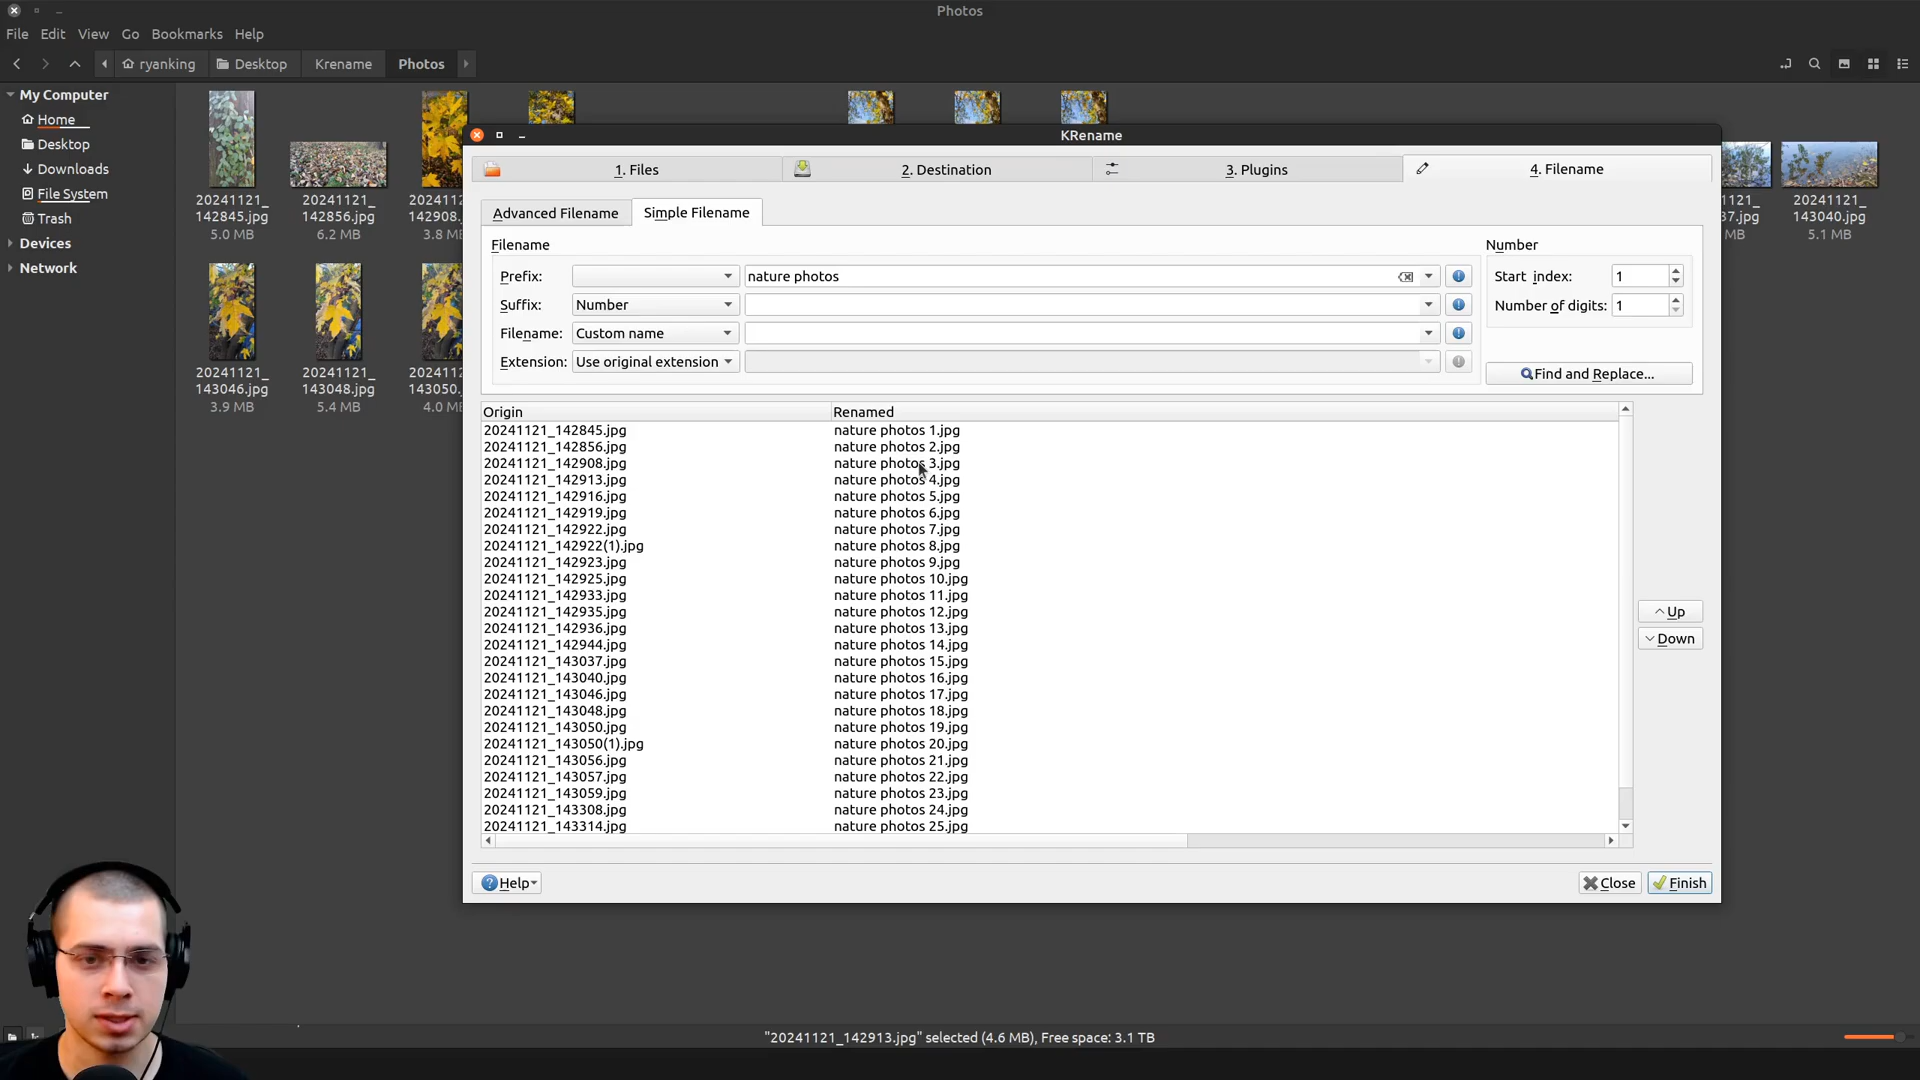 Photos
File Edit View Go Bookmarks Help
ryanking Desktop Krename Photos
My Computer
Home
Desktop
Downloads
File System
Trash
Devices
Network
20241121_
142845.jpg
5.0 MB
20241121_
142856.jpg
6.2 MB
142908.jpg
3.8 MB
37.jpg
MB
20241121_
143040.jpg
5.1 MB
20241121_
143046.jpg
3.9 MB
20241121_
143048.jpg
5.4 MB
143050.
KRename
1. Files 2. Destination 3. Plugins 4. Filename
Advanced Filename Simple Filename
Filename
Prefix: nature photos
Suffix: Number
Filename: Custom name
Extension: Use original extension
Number
Start index: 1
Number of digits: 1
Find and Replace...
Origin Renamed
20241121_142845.jpg nature photos 1.jpg
20241121_142856.jpg nature photos 2.jpg
20241121_142908.jpg nature photos 3.jpg
20241121_142913.jpg nature photos 4.jpg
20241121_142916.jpg nature photos 5.jpg
20241121_142919.jpg nature photos 6.jpg
20241121_142922.jpg nature photos 7.jpg
20241121_142922(1).jpg nature photos 8.jpg
20241121_142923.jpg nature photos 9.jpg
20241121_142925.jpg nature photos 10.jpg
20241121_142933.jpg nature photos 11.jpg
20241121_142935.jpg nature photos 12.jpg
20241121_142936.jpg nature photos 13.jpg
20241121_142944.jpg nature photos 14.jpg
20241121_143037.jpg nature photos 15.jpg
20241121_143040.jpg nature photos 16.jpg
20241121_143046.jpg nature photos 17.jpg
20241121_143048.jpg nature photos 18.jpg
20241121_143050.jpg nature photos 19.jpg
20241121_143050(1).jpg nature photos 20.jpg
20241121_143056.jpg nature photos 21.jpg
20241121_143057.jpg nature photos 22.jpg
20241121_143059.jpg nature photos 23.jpg
20241121_143308.jpg nature photos 24.jpg
20241121_143314.jpg nature photos 25.jpg
Up
Down
Help Close Finish
"20241121_142913.jpg" selected (4.6 MB), Free space: 3.1 TB